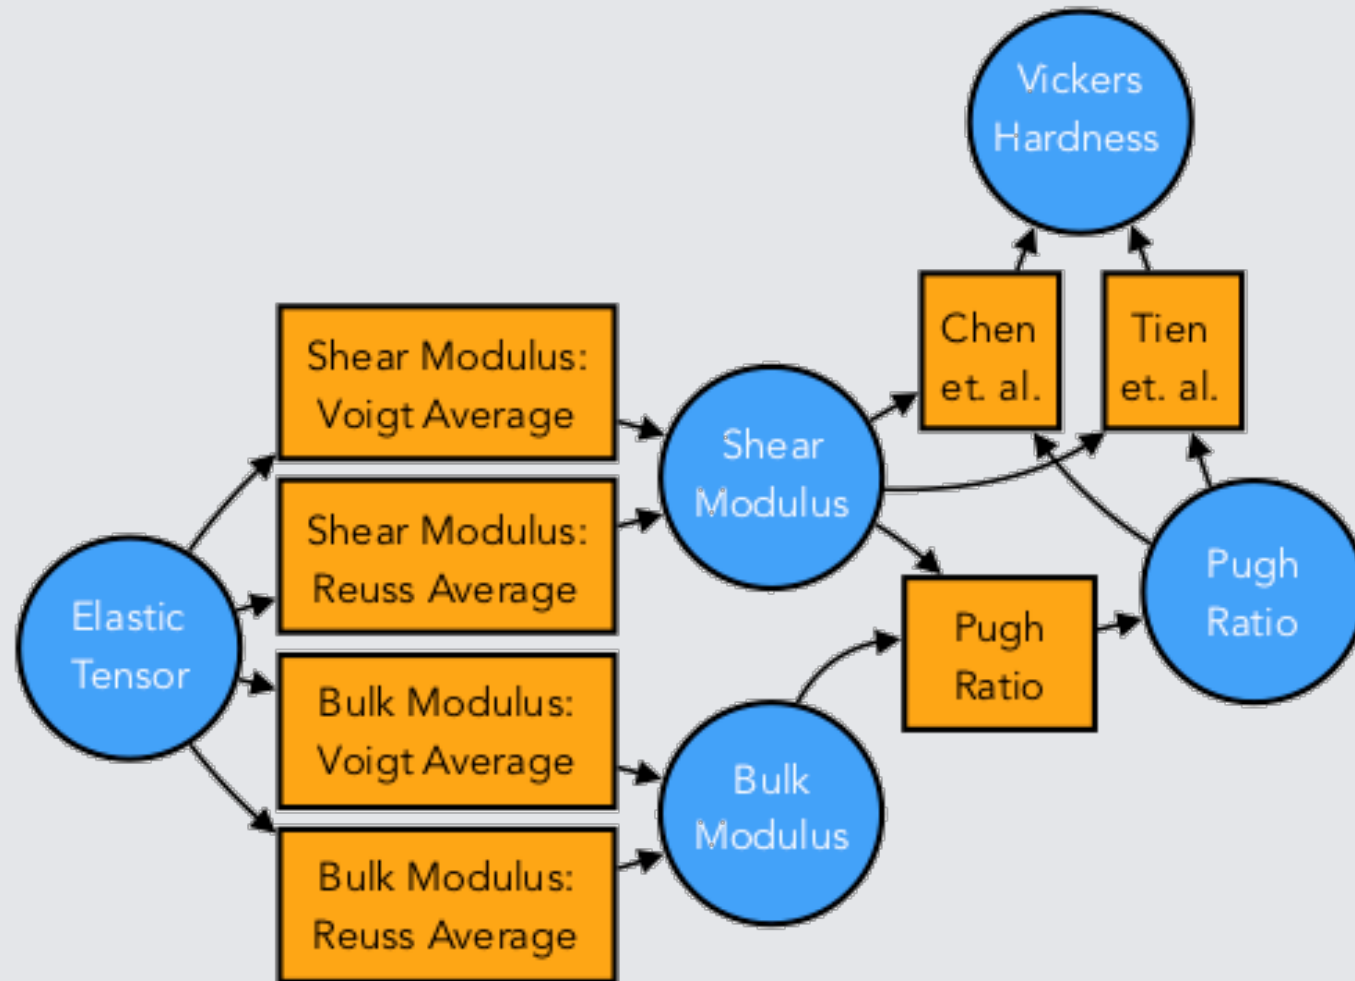 Vickers
Hardness
Chen
et. al.
Tien
et. al.
Shear Modulus:
Voigt Average
Shear
Modulus
Shear Modulus:
Reuss Average
Elastic
Tensor
Pugh
Ratio
Pugh
Ratio
Bulk Modulus:
Voigt Average
Bulk
Modulus
Bulk Modulus:
Reuss Average